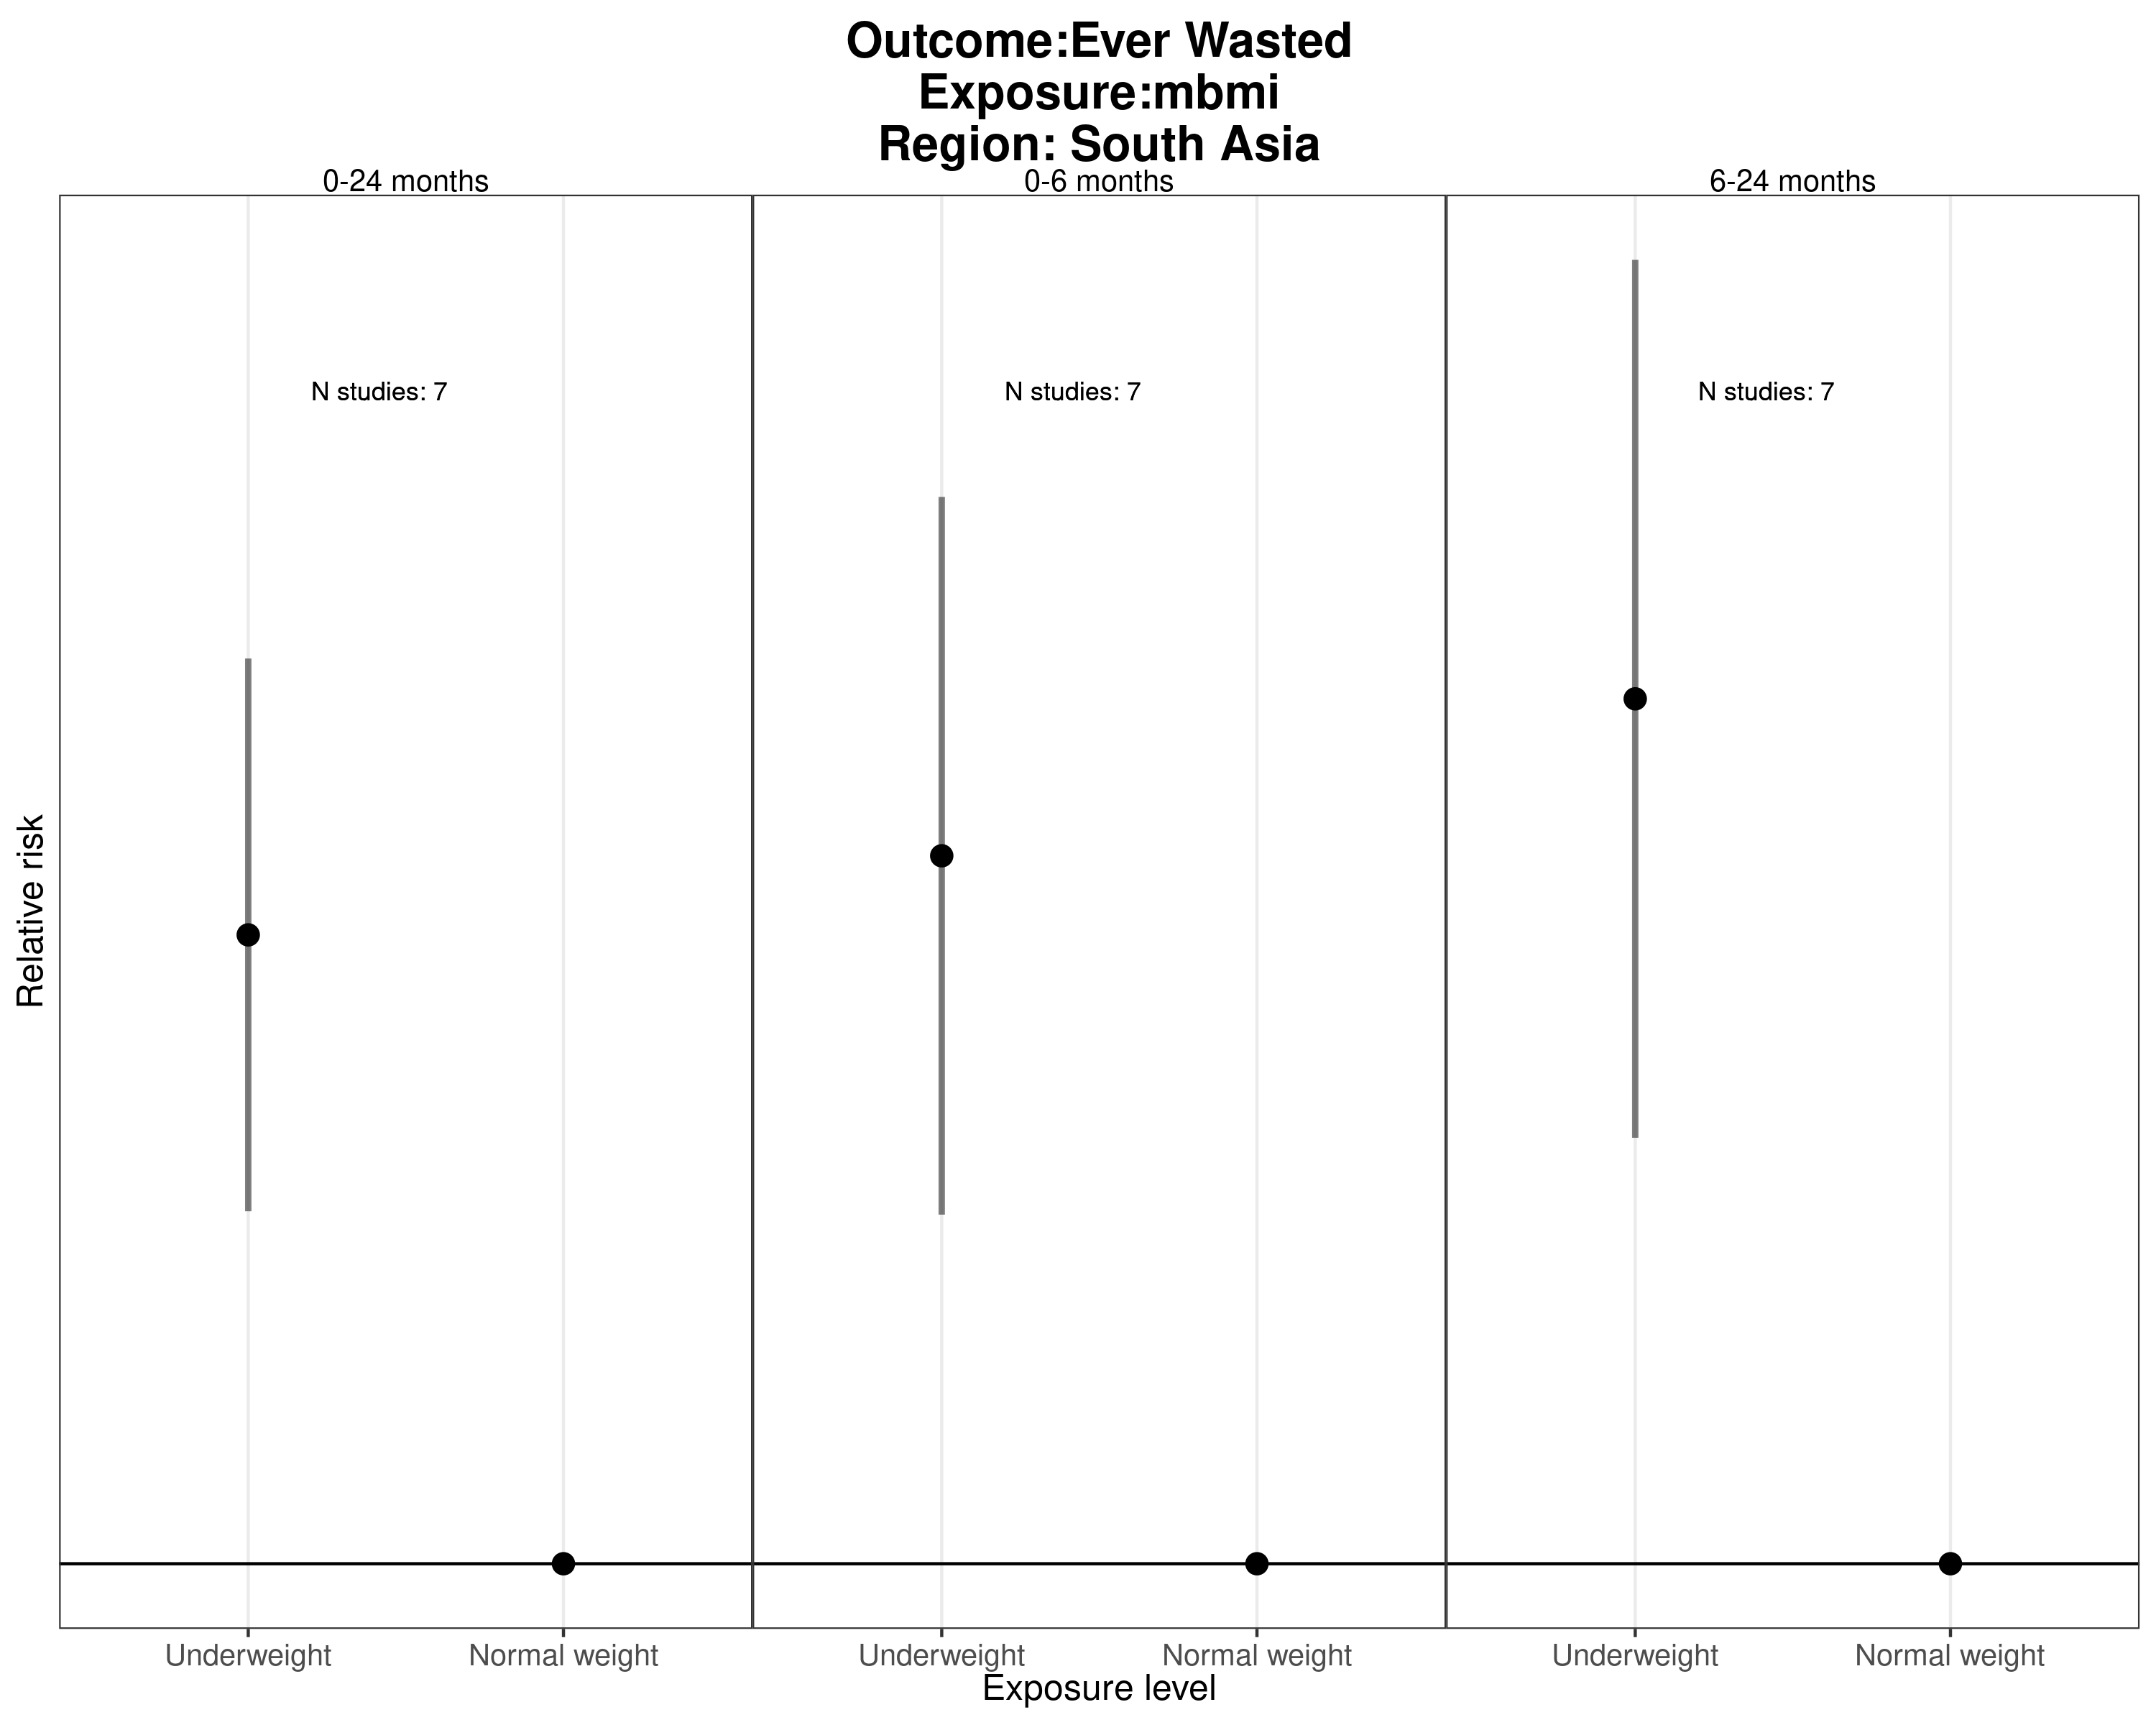 Outcome:Ever Wasted
Exposure:mbmi
Region: South Asia
0-24 months
0-6 months
6-24 months
N studies: 7
N studies: 7
N studies: 7
Relative risk
Underweight
Normal weight
Underweight
Normal weight
Underweight
Normal weight
Exposure level